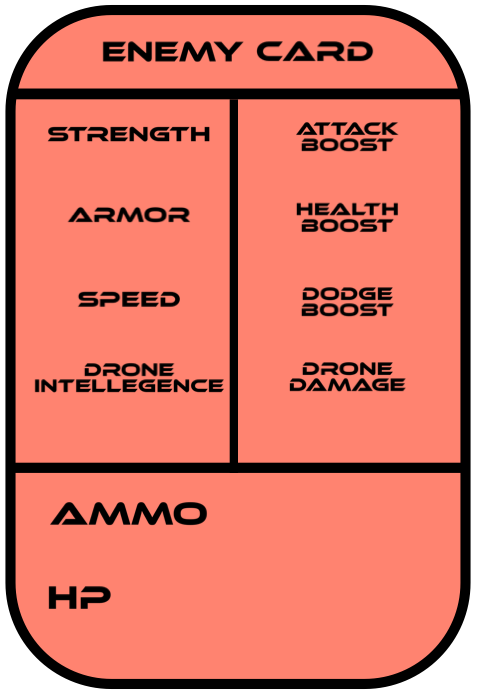 ENEMY CARD
STRENGTH
ARMOR
SPEED
DRONE
INTELLEGENCE
ATTACK
BOOST
HEALTH
BOOST
DODGE
BOOST
DRONE
DAMAGE
AMMO
HP